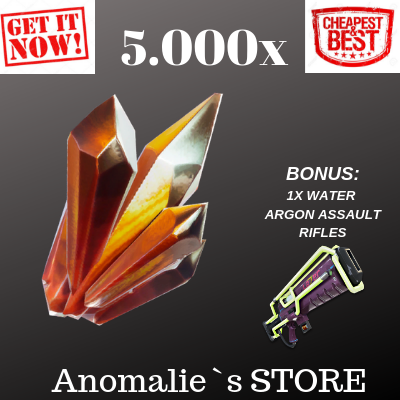 GET IT
NOW!
5.000x
CHEAPEST
&
BEST
BONUS:
1X WATER
ARGON ASSAULT
RIFLES
Anomalie`s STORE